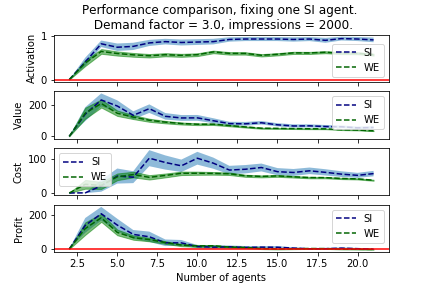 Performance comparison, fixing one SI agent.
Demand factor = 3.0, impressions = 2000.
Activation
1
0
SI
WE
Value
200
0
SI
WE
Cost
100
0
SI
WE
Profit
200
0
SI
WE
2.5 5.0 7.5 10.0 12.5 15.0 17.5 20.0
Number of agents